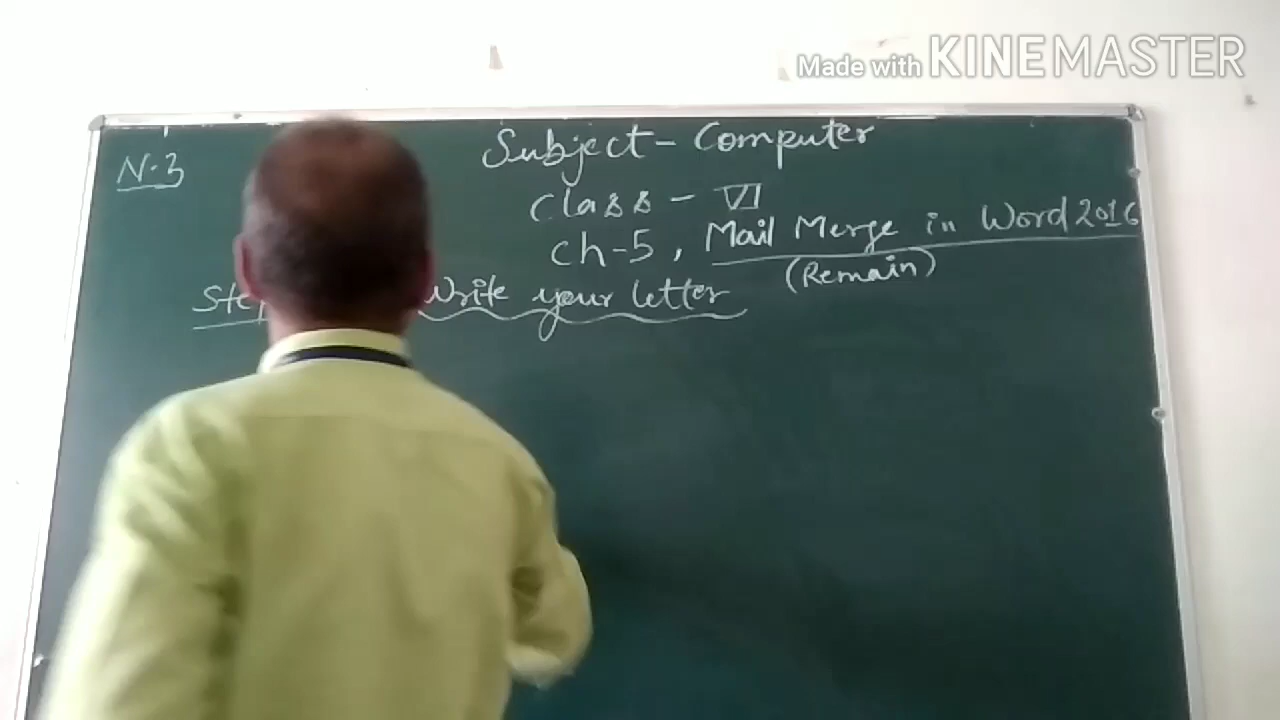 Made with KINEMASTER
N.3
Subject - Computer
Class - VI
Ch-5, Mail Merge in Word 2016
(Remain)
Write your letter